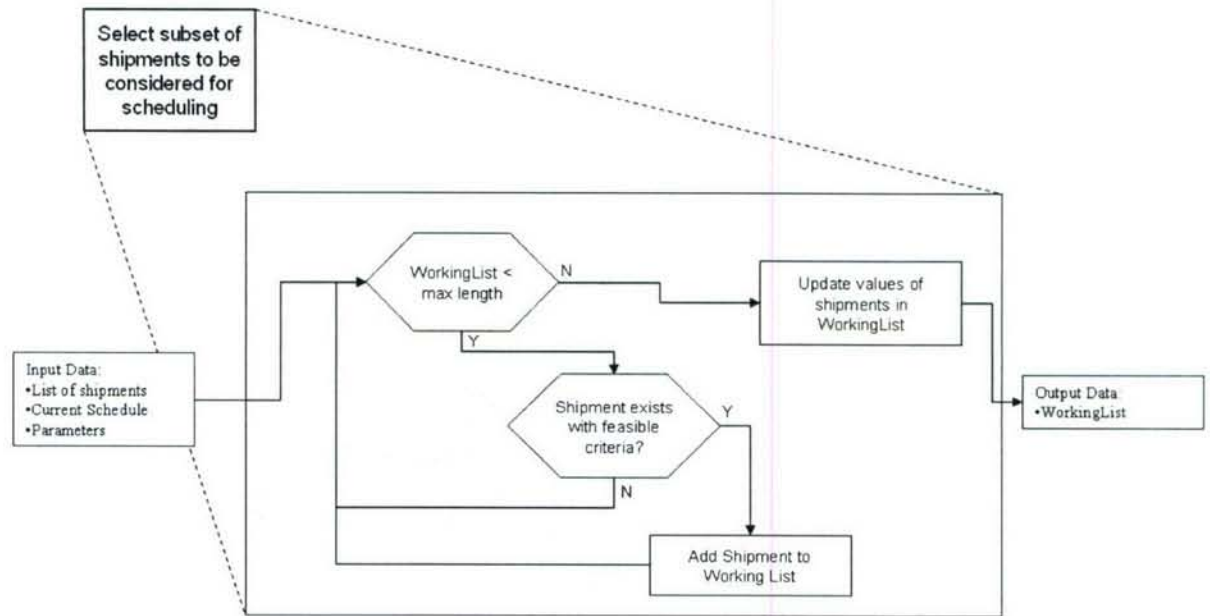 Select subset of
shipments to be
considered for
scheduling
WorkingList <
max length
N
Y
Update values of
shipments in
WorkingList
Input Data:
•List of shipments
•Current Schedule
•Parameters
Shipment exists
with feasible
criteria?
Y
N
Output Data:
•WorkingList
Add Shipment to
Working List